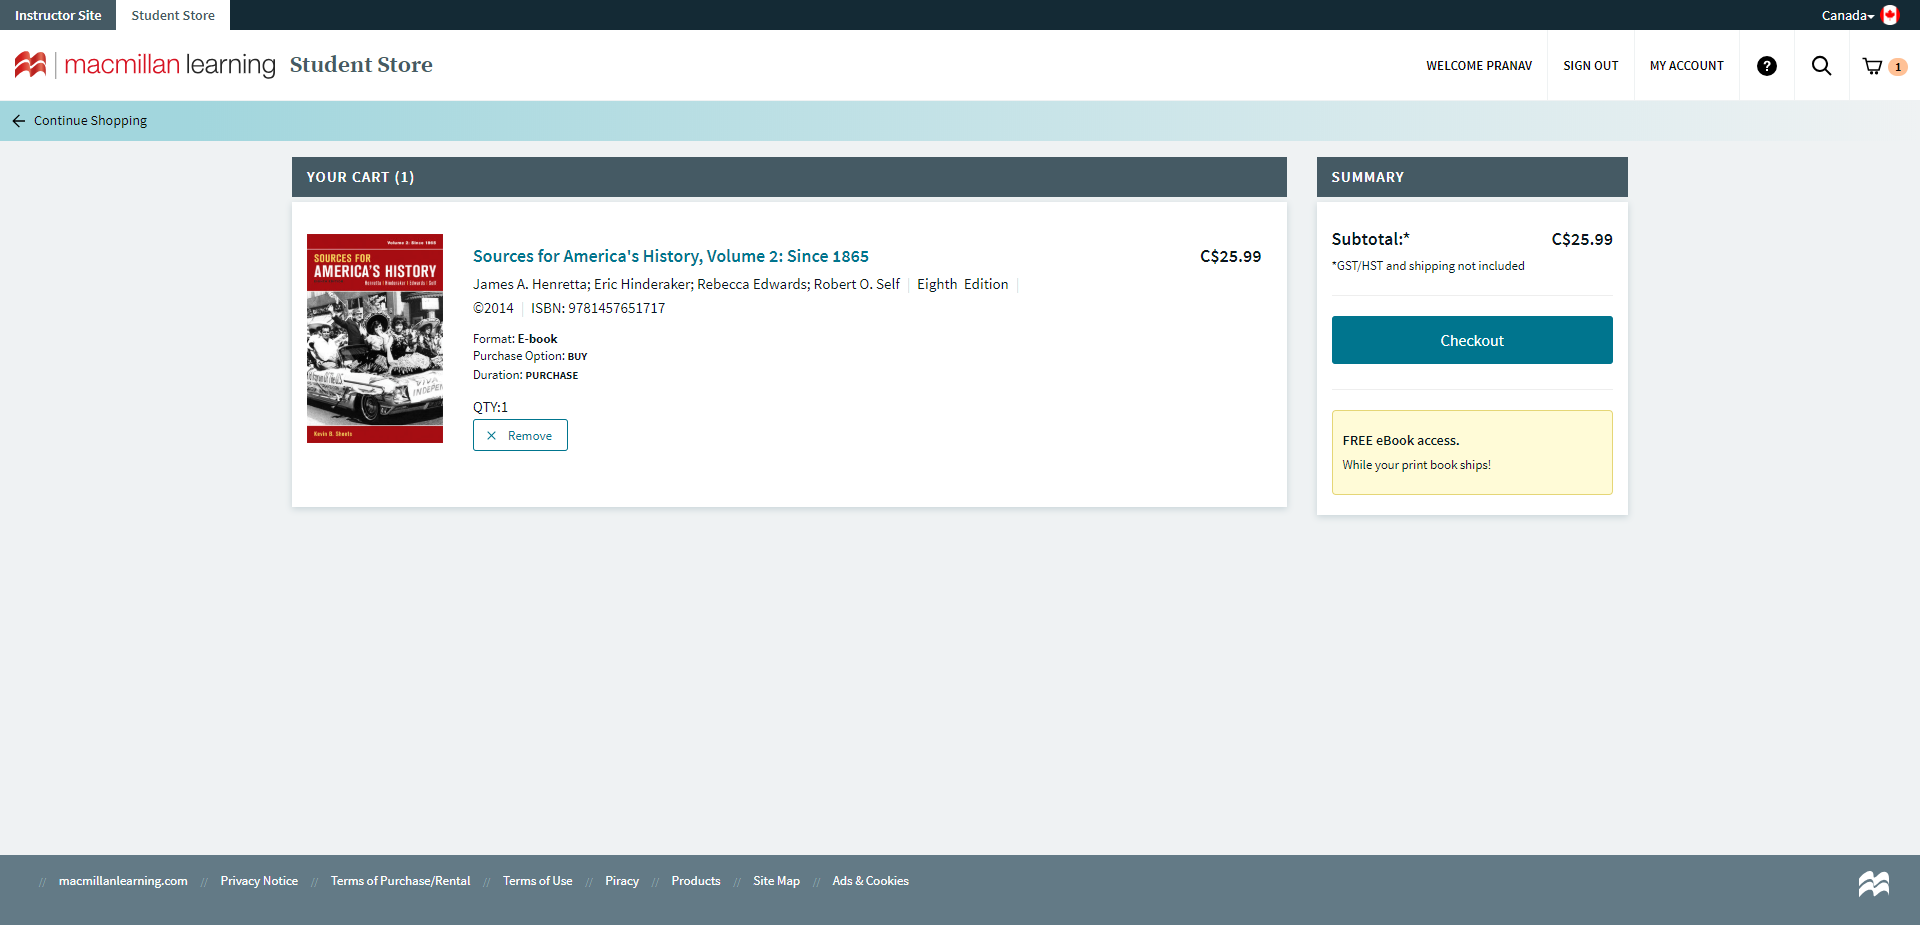 Instructor Site
Student Store
Canada
macmillan learning
Student Store
WELCOME PRANAV
SIGN OUT
MY ACCOUNT
?
1
Continue Shopping
YOUR CART (1)
Volume 2: Since 1865
SOURCES FOR
AMERICA'S HISTORY
Henretta | Hinderaker | Edwards | Self
VIVA
INDEPEN
Kevin B. Sheets
Sources for America's History, Volume 2: Since 1865
C$25.99
James A. Henretta; Eric Hinderaker; Rebecca Edwards; Robert O. Self | Eighth Edition |
©2014 | ISBN: 9781457651717
Format: E-book
Purchase Option: BUY
Duration: PURCHASE
QTY:1
Remove
SUMMARY
Subtotal:* C$25.99
*GST/HST and shipping not included
Checkout
FREE eBook access.
While your print book ships!
// macmillanlearning.com // Privacy Notice // Terms of Purchase/Rental // Terms of Use // Piracy // Products // Site Map // Ads & Cookies